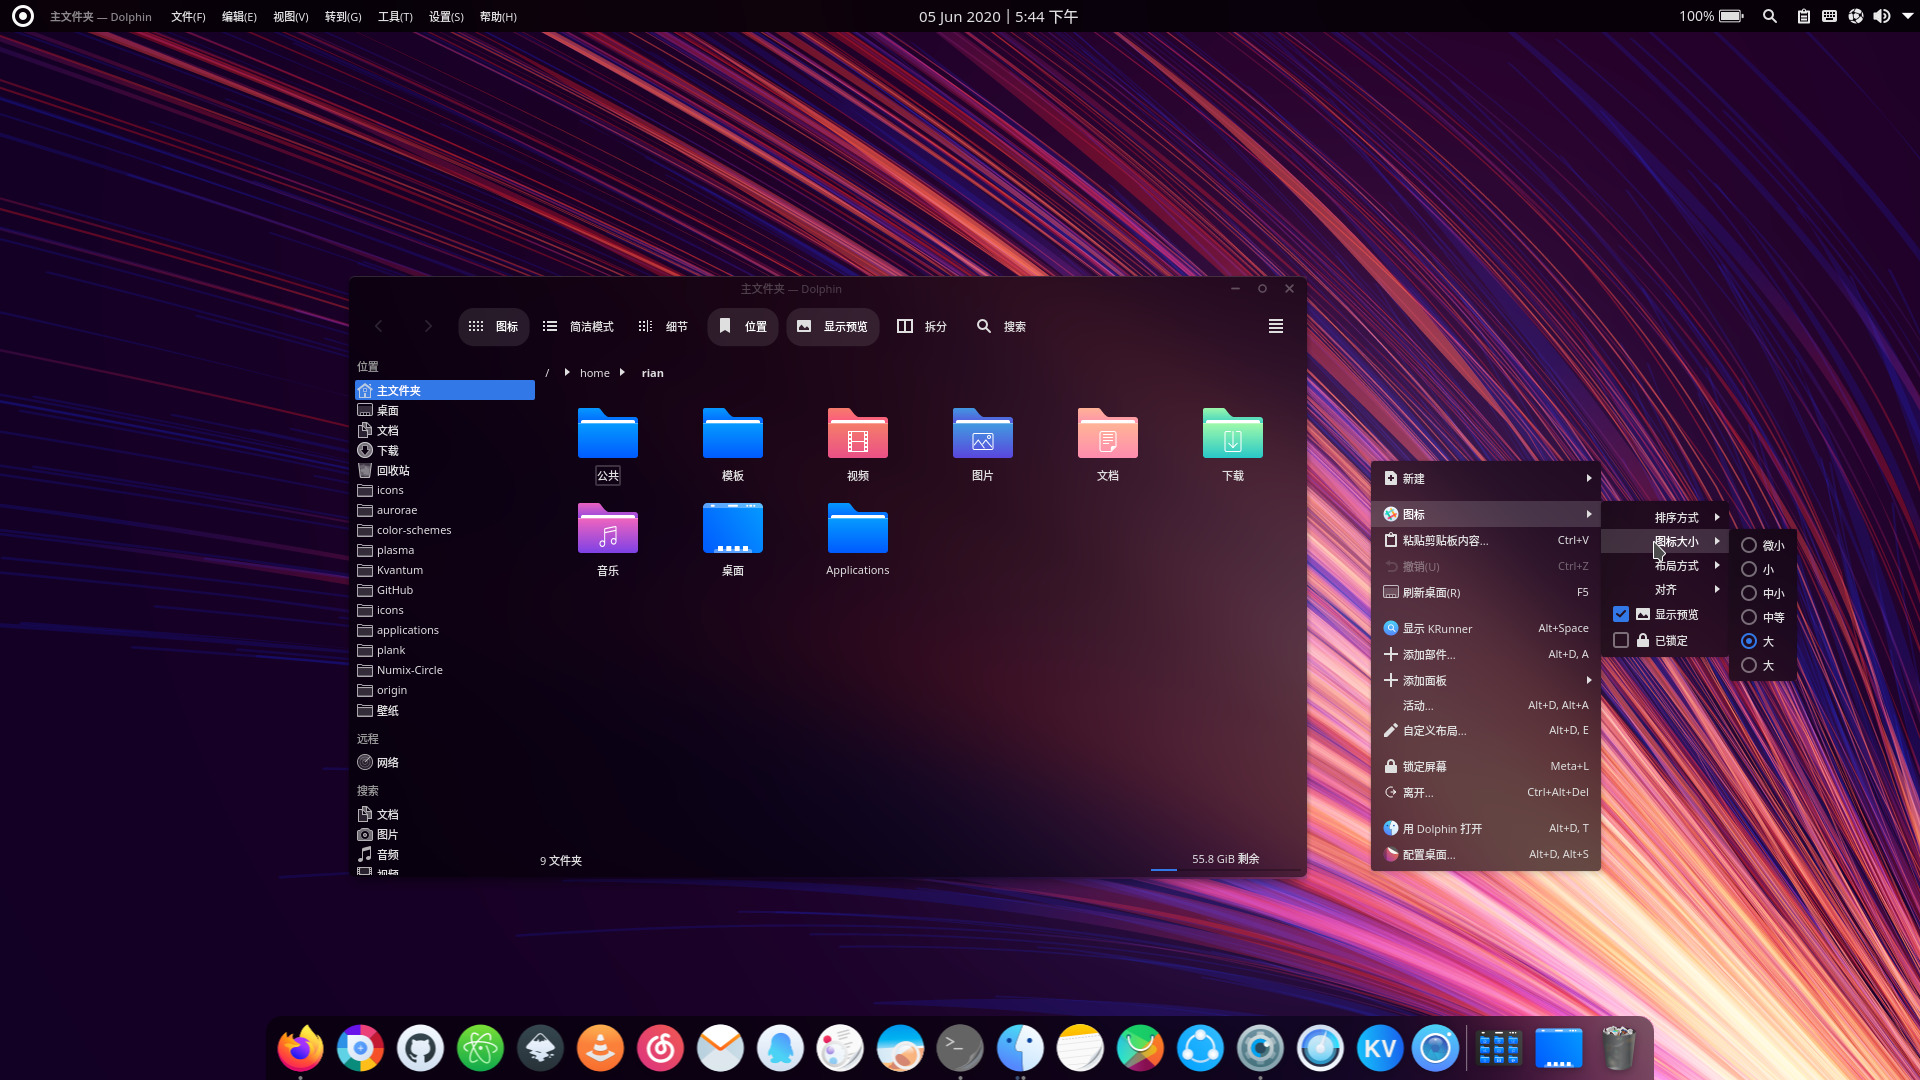 主文件夹 — Dolphin 文件(F) 编辑(E) 视图(V) 转到(G) 工具(T) 设置(S) 帮助(H)
05 Jun 2020 | 5:44 下午
100%
主文件夹 — Dolphin
图标 简洁模式 细节 位置 显示预览 拆分 搜索
位置
主文件夹
桌面
文档
下载
回收站
icons
aurorae
color-schemes
plasma
Kvantum
GitHub
icons
applications
plank
Numix-Circle
origin
壁纸
远程
网络
搜索
文档
图片
音频
视频
/ home rian
公共 模板 视频 图片 文档 下载
音乐 桌面 Applications
9 文件夹
55.8 GiB 剩余
新建
图标
粘贴剪贴板内容... Ctrl+V
撤销(U) Ctrl+Z
刷新桌面(R) F5
显示 KRunner Alt+Space
添加部件... Alt+D, A
添加面板
活动... Alt+D, Alt+A
自定义布局... Alt+D, E
锁定屏幕 Meta+L
离开... Ctrl+Alt+Del
用 Dolphin 打开 Alt+D, T
配置桌面... Alt+D, Alt+S
排序方式
图标大小
布局方式
对齐
显示预览
已锁定
微小
小
中小
中等
大
大
>_
KV